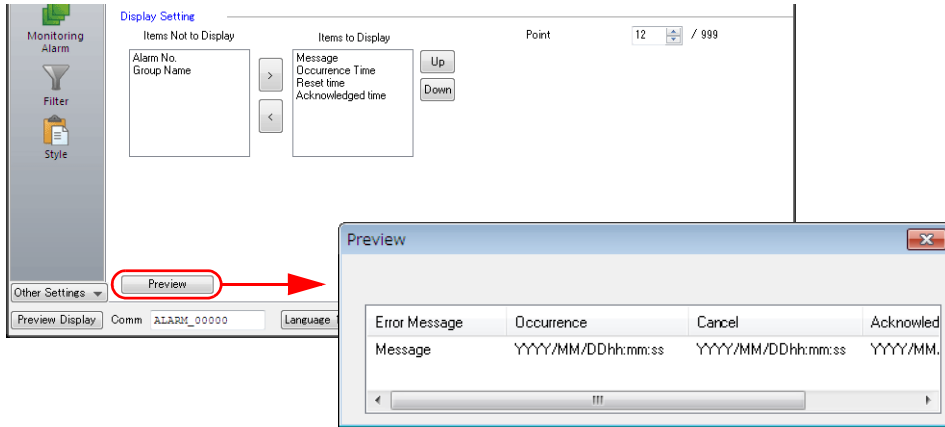 Display Setting
Monitoring
Alarm
Filter
Style
Items Not to Display
Items to Display
Point
12
/ 999
Alarm No.
Group Name
>
<
Message
Occurrence Time
Reset time
Acknowledged time
Up
Down
Other Settings
Preview
Preview Display
Comm
ALARM_00000
Language
Preview
Error Message
Occurrence
Cancel
Acknowled
Message
YYYY/MM/DDhh:mm:ss
YYYY/MM/DDhh:mm:ss
YYYY/MM.